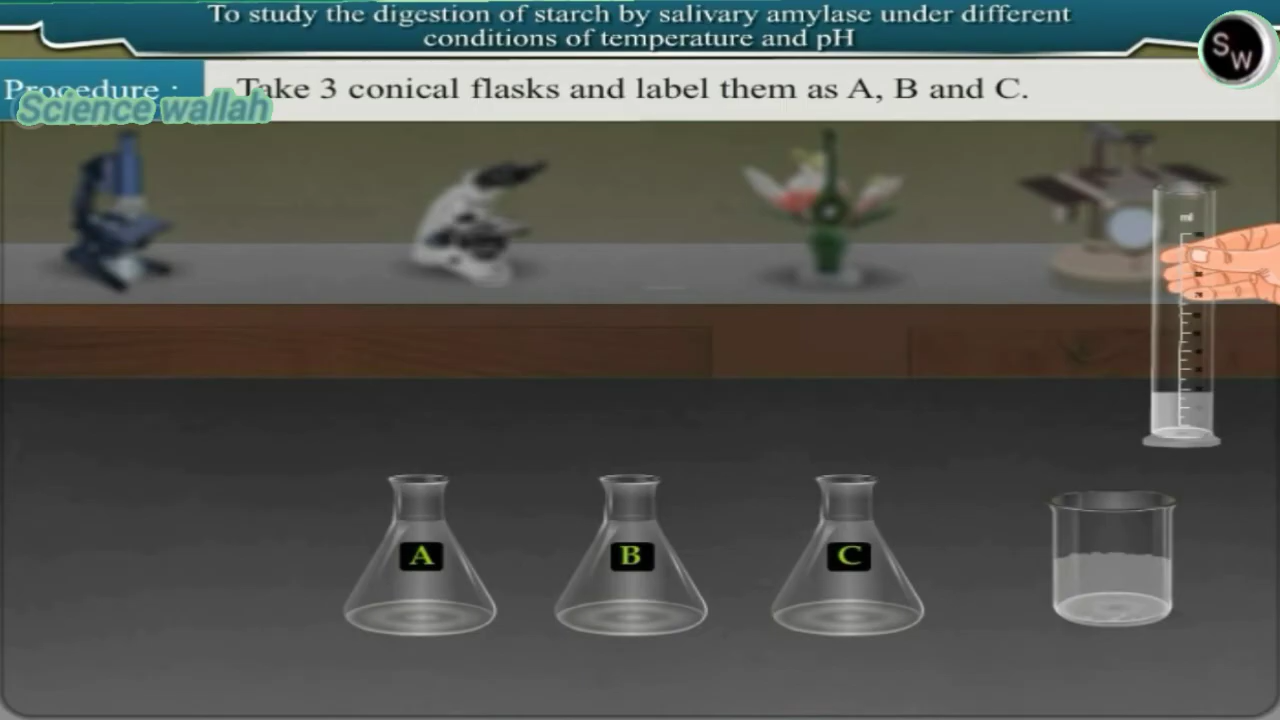 To study the digestion of starch by salivary amylase under different
conditions of temperature and pH
S
W
Procedure :
Take 3 conical flasks and label them as A, B and C.
Science wallah
ml
A
B
C